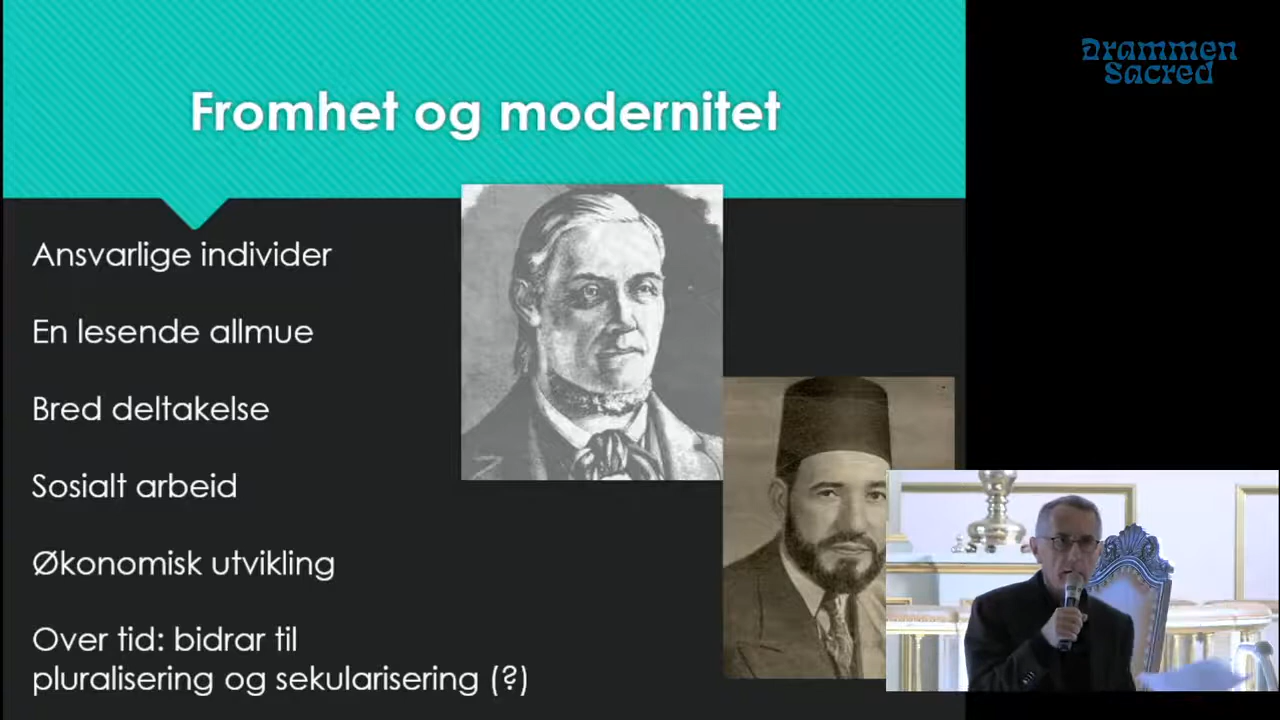 Fromhet og modernitet
Drammen
Sacred
Ansvarlige individer
En lesende allmue
Bred deltakelse
Sosialt arbeid
Økonomisk utvikling
Over tid: bidrar til
pluralisering og sekularisering (?)